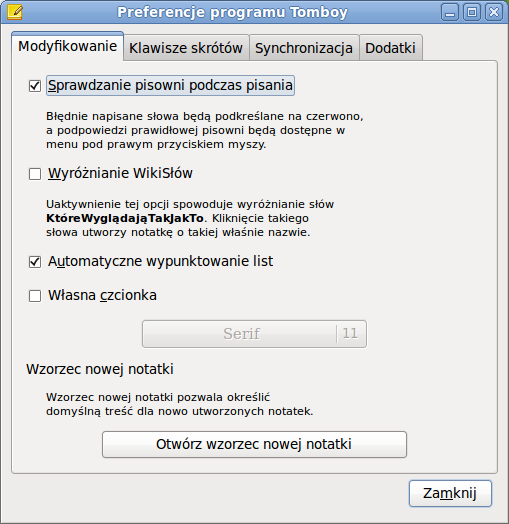 Preferencje programu Tomboy
Modyfikowanie Klawisze skrótów Synchronizacja Dodatki
Sprawdzanie pisowni podczas pisania
Błędnie napisane słowa będą podkreślane na czerwono,
a podpowiedzi prawidłowej pisowni będą dostępne w
menu pod prawym przyciskiem myszy.
Wyróżnianie WikiSłów
Uaktywnienie tej opcji spowoduje wyróżnianie słów
KtóreWyglądająTakJakTo. Kliknięcie takiego
słowa utworzy notatkę o takiej właśnie nazwie.
Automatyczne wypunktowanie list
Własna czcionka
Serif 11
Wzorzec nowej notatki
Wzorzec nowej notatki pozwala określić
domyślną treść dla nowo utworzonych notatek.
Otwórz wzorzec nowej notatki
Zamknij